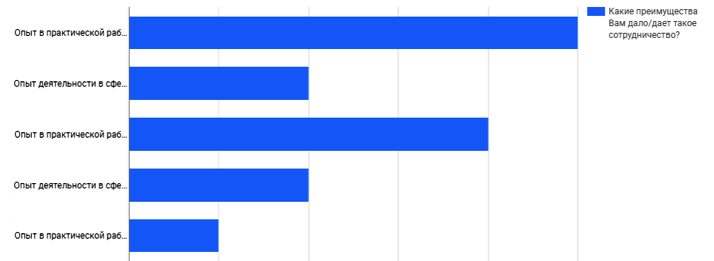 Опыт в практической раб...
Опыт деятельности в сфе...
Опыт в практической раб...
Опыт деятельности в сфе...
Опыт в практической раб...
Какие преимущества
Вам дало/дает такое
сотрудничество?